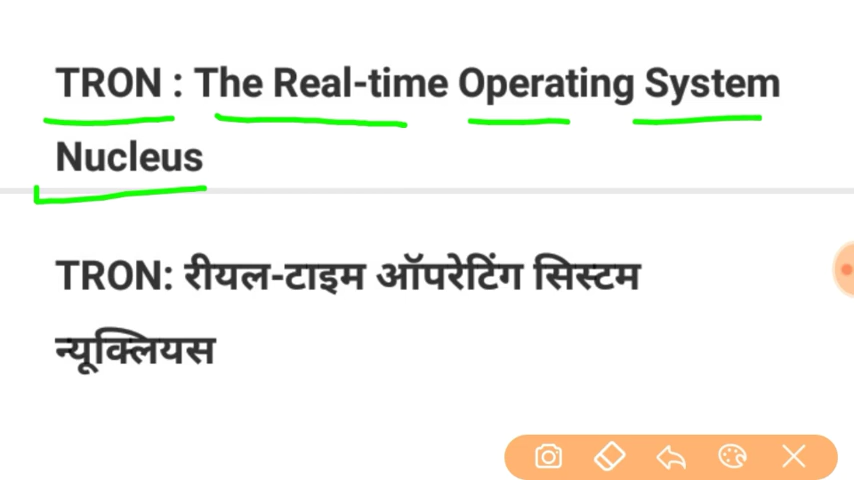 TRON : The Real-time Operating System
Nucleus
TRON: रीयल-टाइम ऑपरेटिंग सिस्टम
न्यूक्लियस